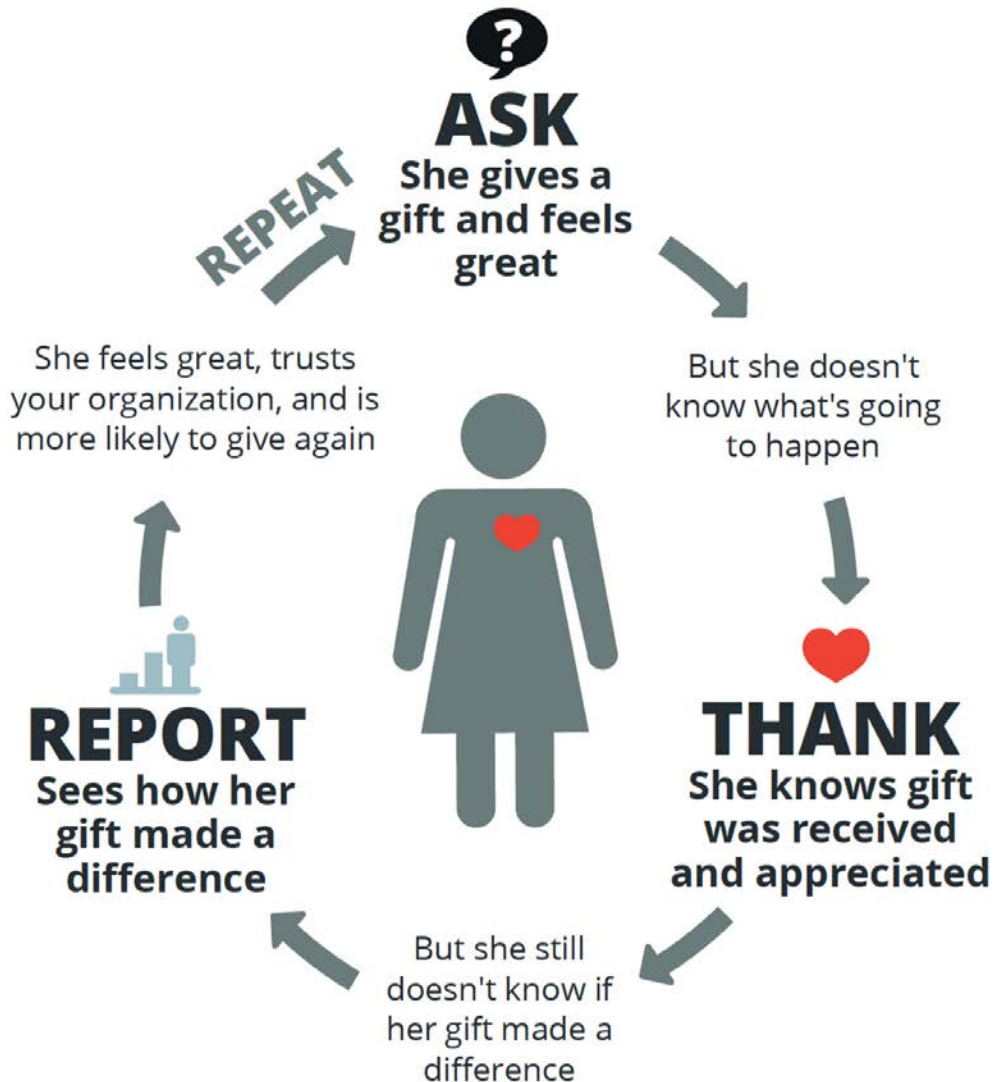 ?
ASK
She gives a
gift and feels
great
But she doesn't
know what's going
to happen
THANK
She knows gift
was received
and appreciated
But she still
doesn't know if
her gift made a
difference
REPORT
Sees how her
gift made a
difference
She feels great, trusts
your organization, and is
more likely to give again
REPEAT